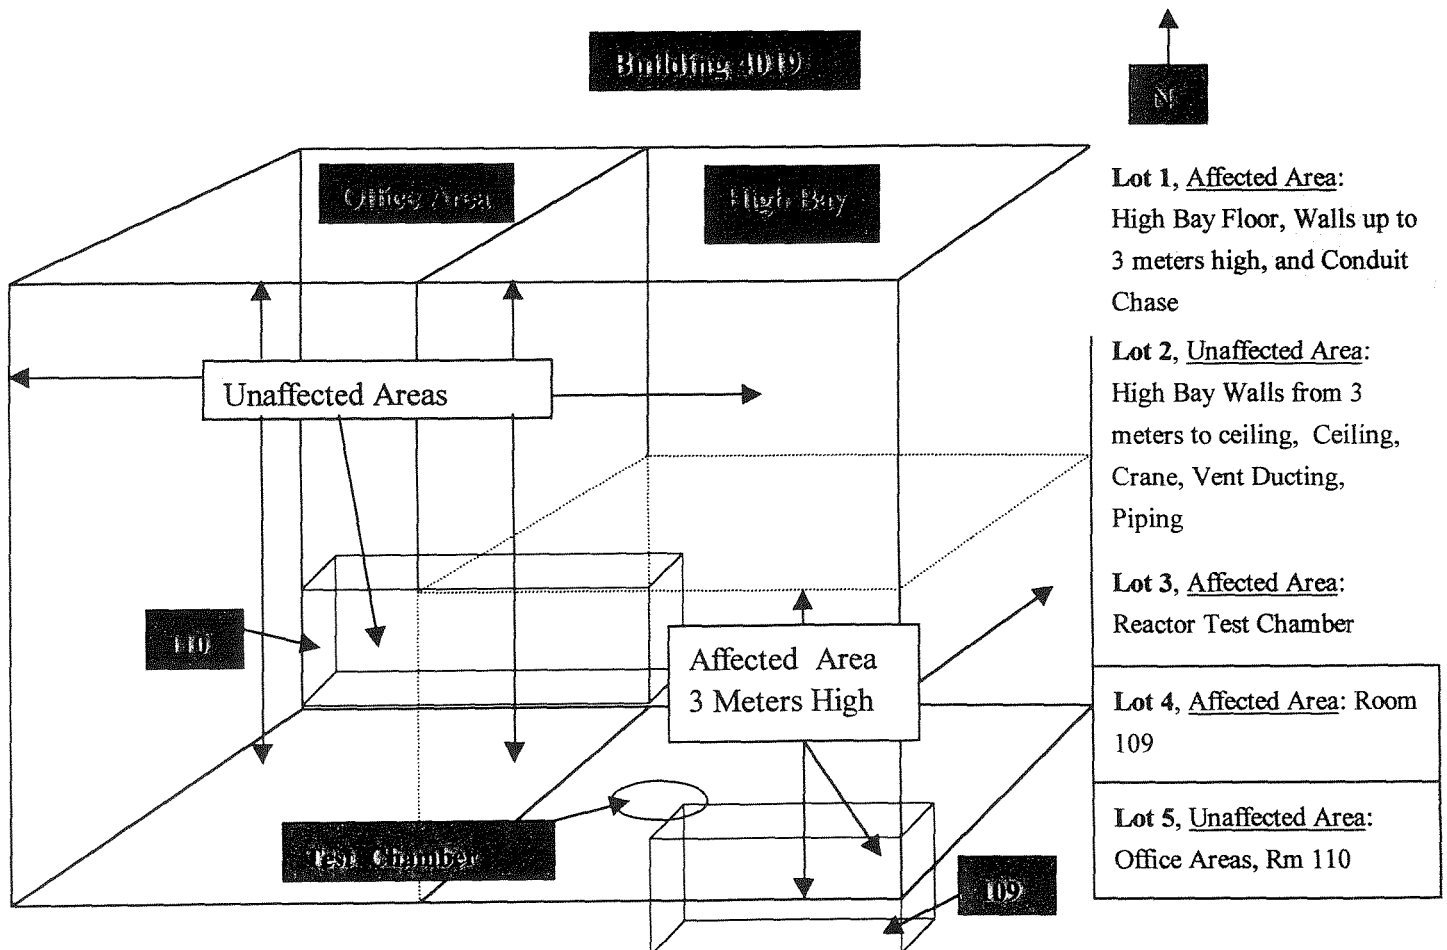 Building 4019
N
Office Area
High Bay
Lot 1, Affected Area:
High Bay Floor, Walls up to
3 meters high, and Conduit
Chase
Unaffected Areas
Lot 2, Unaffected Area:
High Bay Walls from 3
meters to ceiling, Ceiling,
Crane, Vent Ducting,
Piping
Lot 3, Affected Area:
Reactor Test Chamber
110
Affected Area
3 Meters High
Lot 4, Affected Area: Room
109
Lot 5, Unaffected Area:
Office Areas, Rm 110
Test Chamber
109